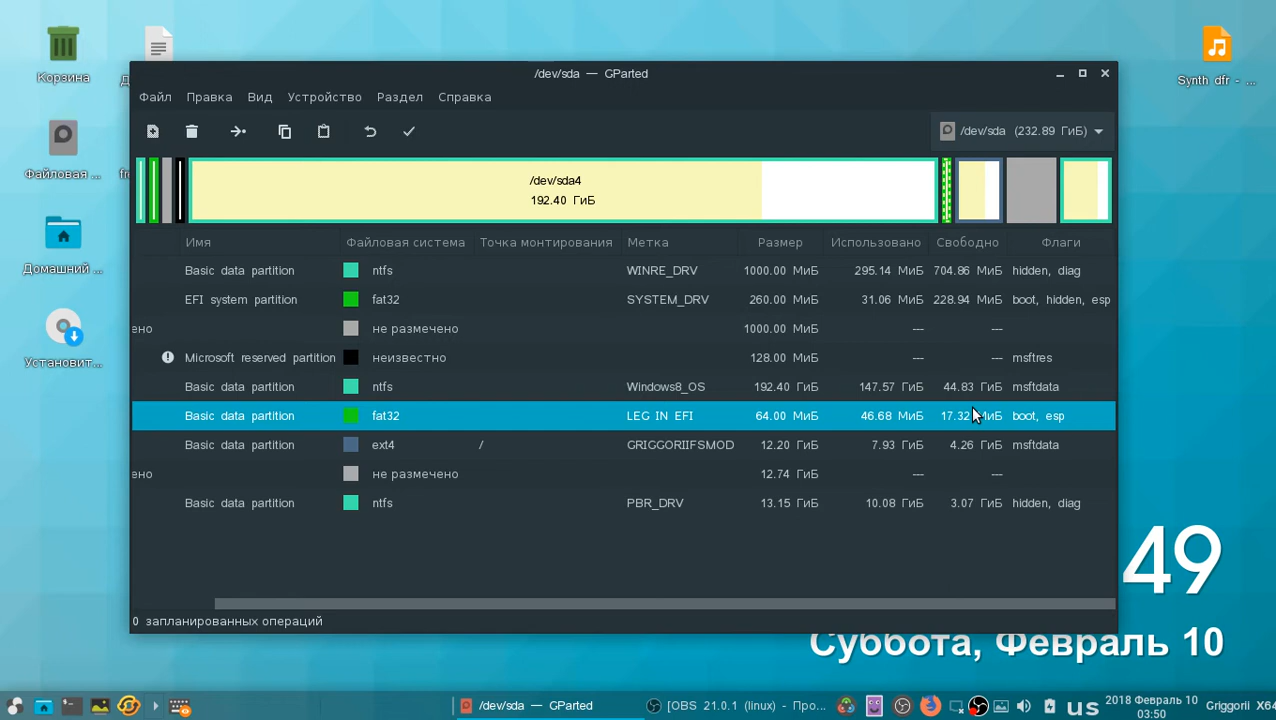 Корзина
Файловая ...
Домашний ...
Установит...
Synth dfr - ...
/dev/sda — GParted
Файл Правка Вид Устройство Раздел Справка
/dev/sda (232.89 ГиБ)
/dev/sda4
192.40 ГиБ
Имя Файловая система Точка монтирования Метка Размер Использовано Свободно Флаги
Basic data partition ntfs WINRE_DRV 1000.00 МиБ 295.14 МиБ 704.86 МиБ hidden, diag
EFI system partition fat32 SYSTEM_DRV 260.00 МиБ 31.06 МиБ 228.94 МиБ boot, hidden, esp
ено не размечено 1000.00 МиБ --- ---
Microsoft reserved partition неизвестно 128.00 МиБ --- --- msftres
Basic data partition ntfs Windows8_OS 192.40 ГиБ 147.57 ГиБ 44.83 ГиБ msftdata
Basic data partition fat32 LEG IN EFI 64.00 МиБ 46.68 МиБ 17.32 МиБ boot, esp
Basic data partition ext4 / GRIGGORIIFSMOD 12.20 ГиБ 7.93 ГиБ 4.26 ГиБ msftdata
ено не размечено 12.74 ГиБ --- ---
Basic data partition ntfs PBR_DRV 13.15 ГиБ 10.08 ГиБ 3.07 ГиБ hidden, diag
0 запланированных операций
49
Суббота, Февраль 10
/dev/sda — GParted
[OBS 21.0.1 (linux) - Про...
us
2018 Февраль 10
03:50
Griggorii X64